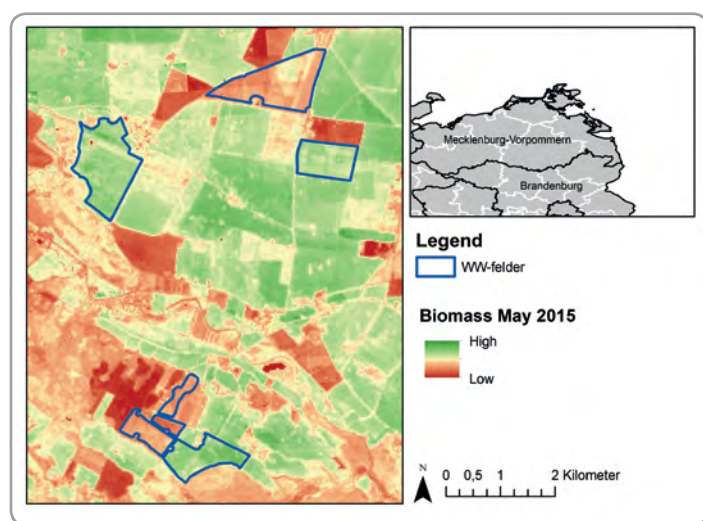 Mecklenburg-Vorpommern
Brandenburg
Legend
WW-felder
Biomass May 2015
High
Low
N
0 0,5 1 2 Kilometer